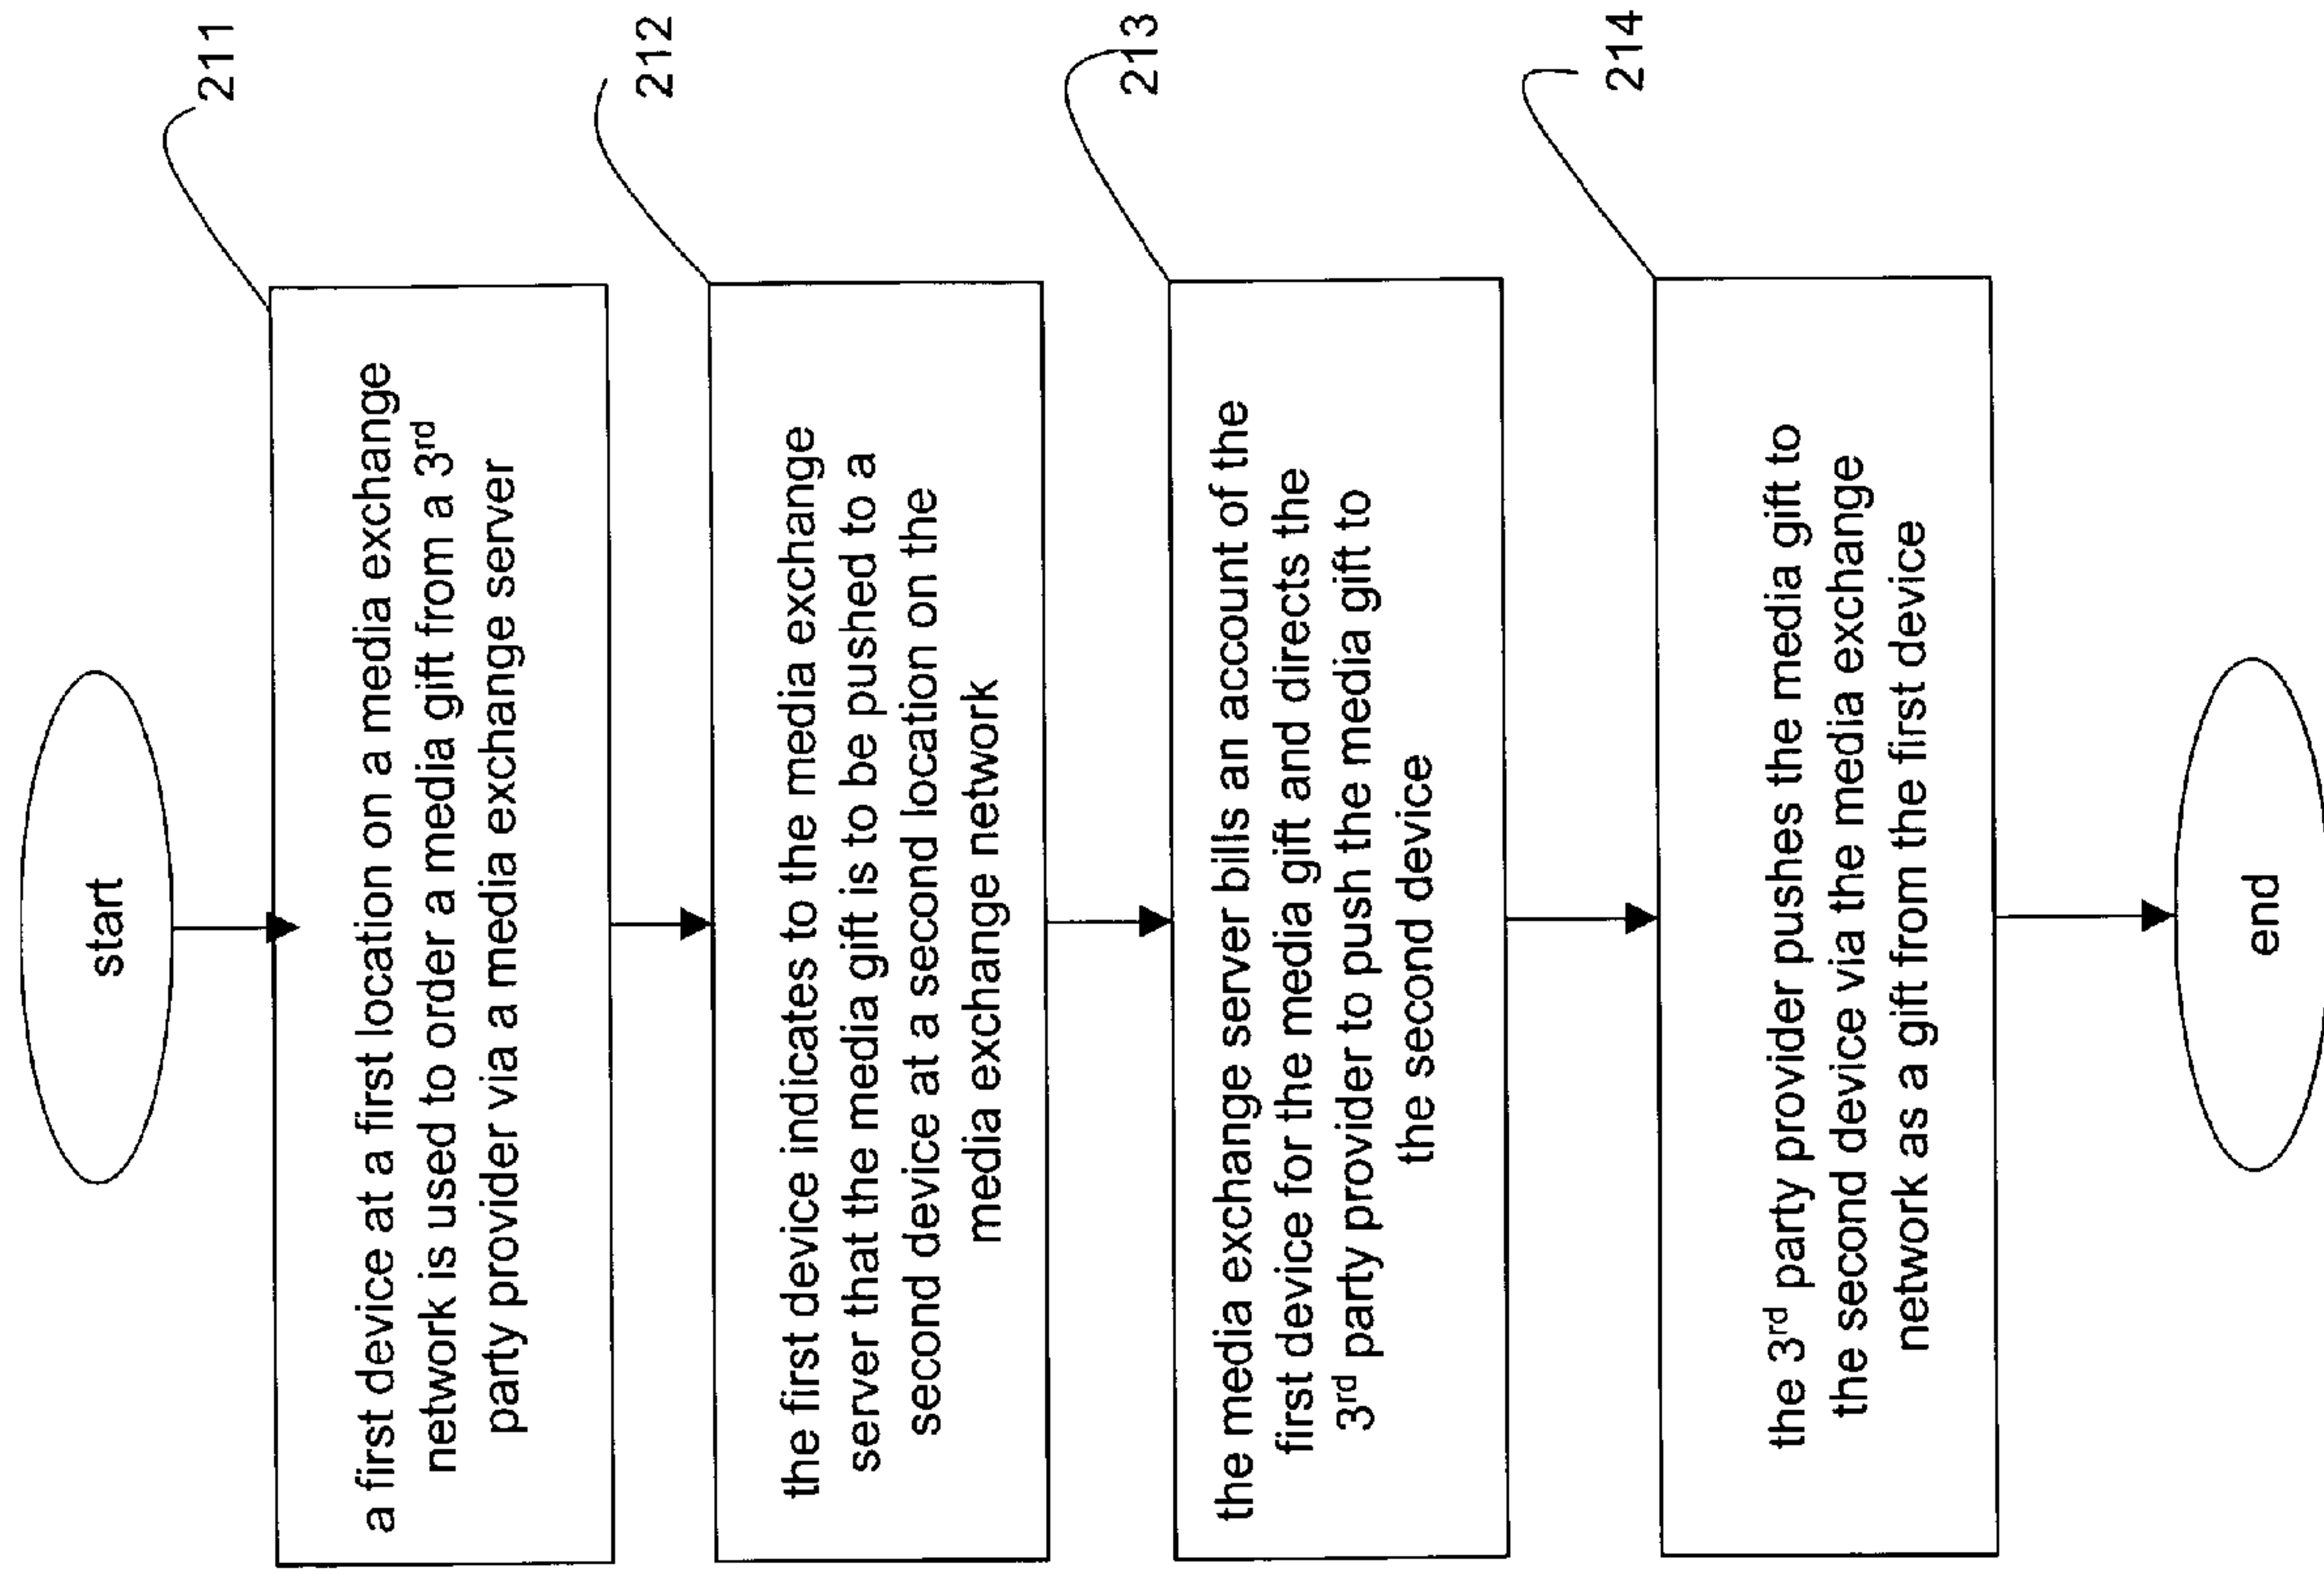 start
211
a first device at a first location on a media exchange
network is used to order a media gift from a 3rd
party provider via a media exchange server
212
the first device indicates to the media exchange
server that the media gift is to be pushed to a
second device at a second location on the
media exchange network
213
the media exchange server bills an account of the
first device for the media gift and directs the
3rd party provider to push the media gift to
the second device
214
the 3rd party provider pushes the media gift to
the second device via the media exchange
network as a gift from the first device
end